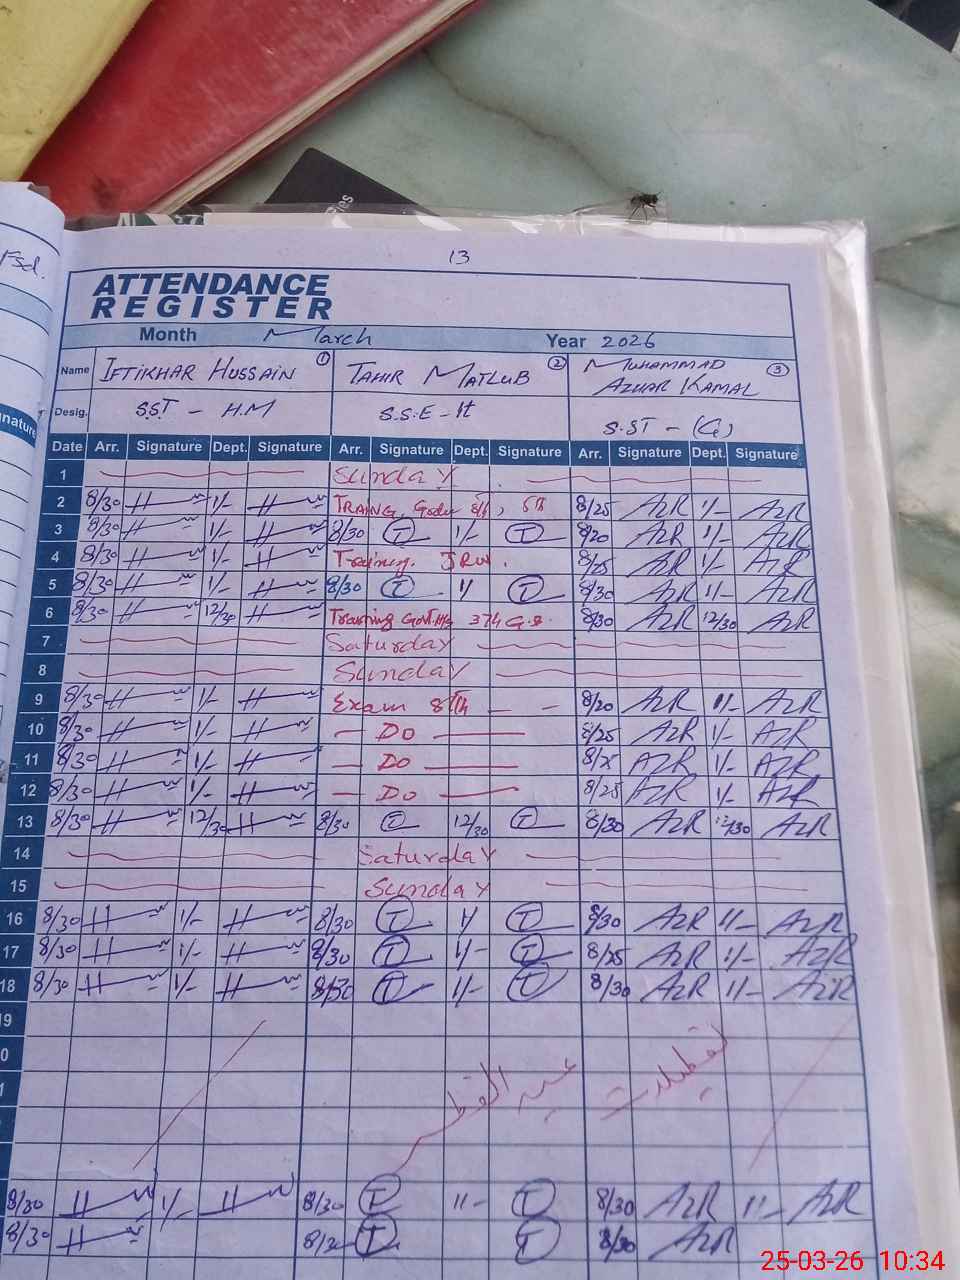 Fsd.
nature
13
ATTENDANCE
REGISTER
Month March Year 2026
Name IFTIKHAR HUSSAIN ① TAHIR MATLUB ② MUHAMMAD AZHAR KAMAL ③
Desig. S.ST - H.M S.S.E - S.ST - (G)
Date Arr. Signature Dept. Signature Arr. Signature Dept. Signature Arr. Signature Dept. Signature
1 Sunday
2 8/30 H 1/- H TRAING, 8/25 AZR 1/- AZR
3 8/30 H 1/- H 8/30 T 1/- T 8/20 AZR 1/- AZR
4 8/30 H 1/- H Training. 8/25 AZR 1/- AZR
5 8/30 H 1/- H 8/30 T 1/ T 8/30 AZR 1/- AZR
6 8/30 H 12/30 H Training Govt. 374 G.B. 8/30 AZR 12/30 AZR
7 Saturday
8 Sunday
9 8/30 H 1/- H Exam 8th — — 8/20 AZR 1/- AZR
10 8/30 H 1/- H — Do — 8/25 AZR 1/- AZR
11 8/30 H 1/- H — Do — AZR 1/- AZR
12 8/30 H 1/- H — Do — 8/25 AZR 1/- AZR
13 8/30 H 12/30 H 8/30 T 12/30 T 8/30 AZR 12/30 AZR
14 Saturday
15 Sunday
16 8/30 H 1/- H 8/30 T 1/ T 8/30 AZR 1/- AZR
17 8/30 H 1/- H 8/30 T 1/- T 8/25 AZR 1/- AZR
18 8/30 H 1/- H 8/30 T 1/- T 8/30 AZR 1/- AZR
19
0
1
عید الفطر تعطیلات
8/30 H 1/- H 8/30 T 1/- T 8/30 AZR 1/- AZR
8/30 H 8/30 T T 8/30 AZR
25-03-26 10:34